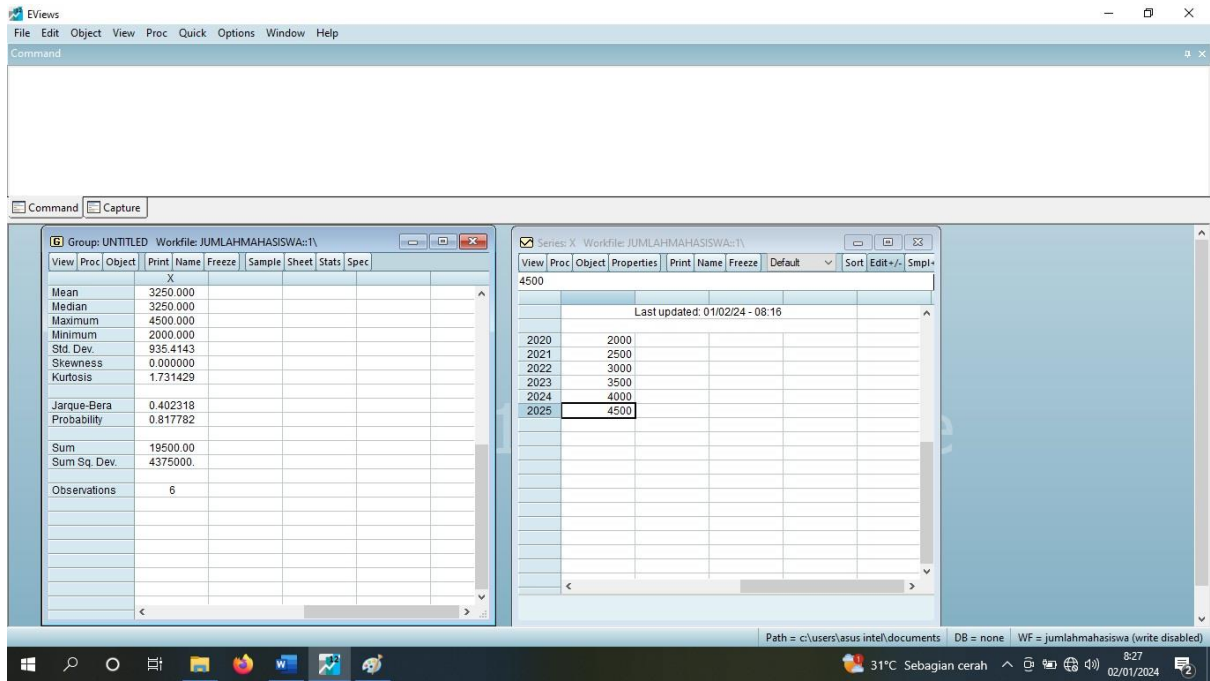 EViews
File Edit Object View Proc Quick Options Window Help
Command
Command Capture
Group: UNTITLED Workfile: JUMLAHMAHASISWA::1\
View Proc Object Print Name Freeze Sample Sheet Stats Spec
X
Mean 3250.000
Median 3250.000
Maximum 4500.000
Minimum 2000.000
Std. Dev. 935.4143
Skewness 0.000000
Kurtosis 1.731429
Jarque-Bera 0.402318
Probability 0.817782
Sum 19500.00
Sum Sq. Dev. 4375000.
Observations 6
Series: X Workfile: JUMLAHMAHASISWA::1\
View Proc Object Properties Print Name Freeze Default Sort Edit+/- Smpl+
4500
Last updated: 01/02/24 - 08:16
2020 2000
2021 2500
2022 3000
2023 3500
2024 4000
2025 4500
Path = c:\users\asus intel\documents DB = none WF = jumlahmahasiswa (write disabled)
31°C Sebagian cerah 8:27
02/01/2024 2